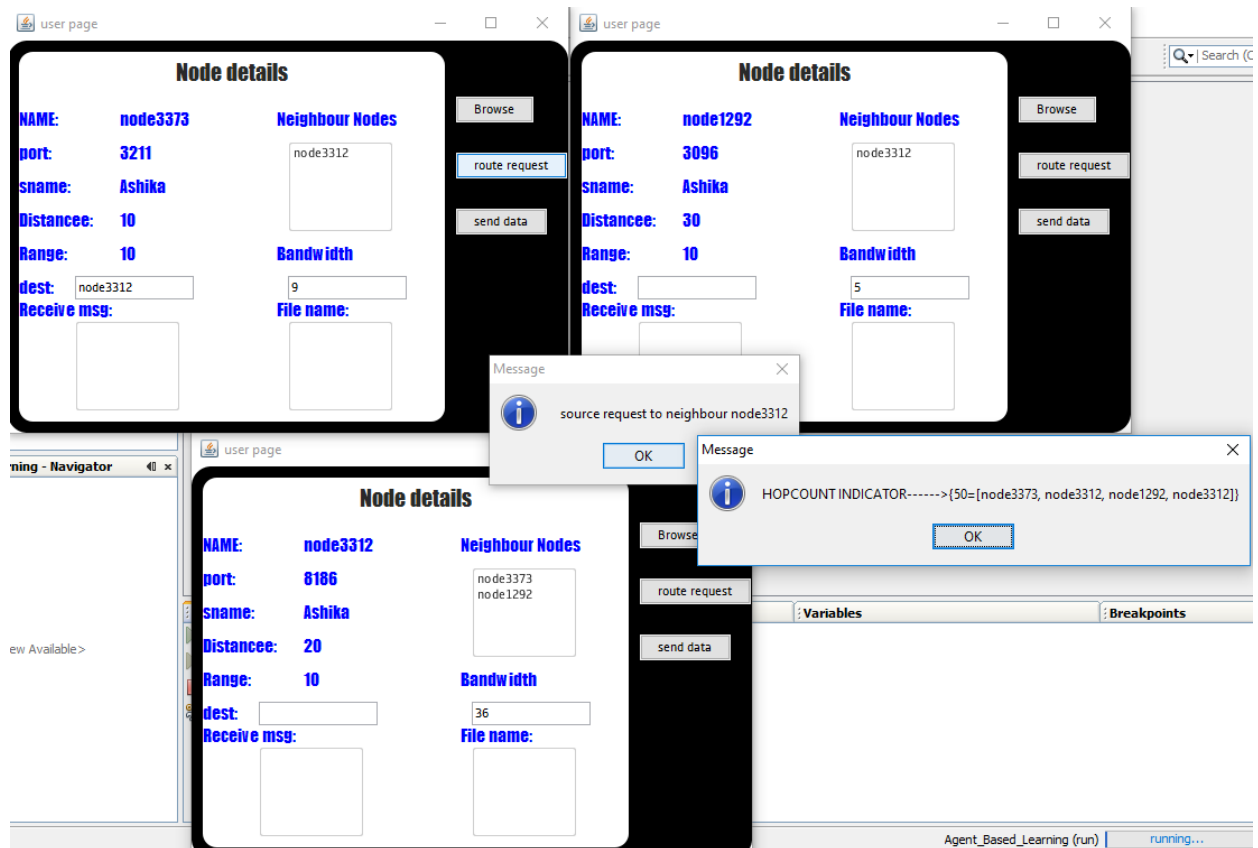 user page
Node details
NAME: node3373 Neighbour Nodes
port: 3211 node3312
sname: Ashika
Distancee: 10
Range: 10 Bandwidth
dest: node3312 9
Receive msg: File name:
Browse
route request
send data
user page
Node details
NAME: node1292 Neighbour Nodes
port: 3096 node3312
sname: Ashika
Distancee: 30
Range: 10 Bandwidth
dest: 5
Receive msg: File name:
Browse
route request
send data
Search (C
Message
source request to neighbour node3312
OK
Message
HOPCOUNT INDICATOR------>{50=[node3373, node3312, node1292, node3312]}
OK
rning - Navigator
ew Available>
user page
Node details
NAME: node3312 Neighbour Nodes
port: 8186 node3373
node1292
sname: Ashika
Distancee: 20
Range: 10 Bandwidth
dest: 36
Receive msg: File name:
Browse
route request
send data
Variables
Breakpoints
Agent_Based_Learning (run) running...